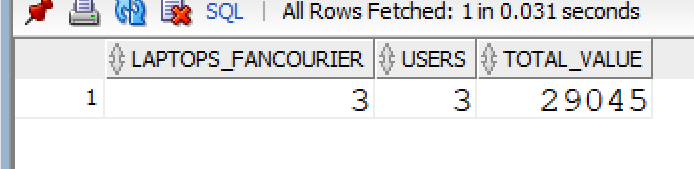 SQL | All Rows Fetched: 1 in 0.031 seconds
LAPTOPS_FANCOURIER USERS TOTAL_VALUE
1 3 3 29045